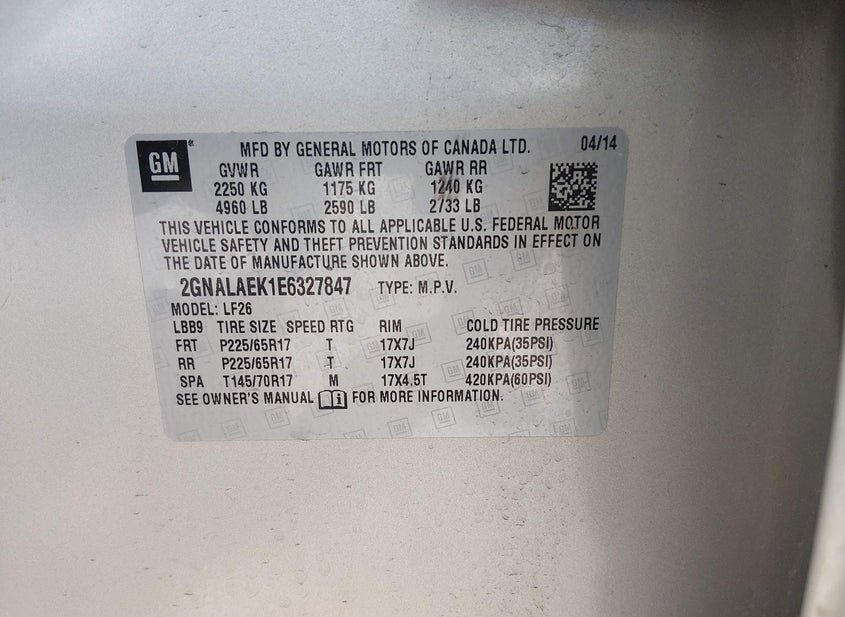 GM MFD BY GENERAL MOTORS OF CANADA LTD. 04/14
GVWR GAWR FRT GAWR RR
2250 KG 1175 KG 1240 KG
4960 LB 2590 LB 2733 LB
THIS VEHICLE CONFORMS TO ALL APPLICABLE U.S. FEDERAL MOTOR
VEHICLE SAFETY AND THEFT PREVENTION STANDARDS IN EFFECT ON
THE DATE OF MANUFACTURE SHOWN ABOVE.
2GNALAEK1E6327847 TYPE: M.P.V.
MODEL: LF26
LBB9 TIRE SIZE SPEED RTG RIM COLD TIRE PRESSURE
FRT P225/65R17 T 17X7J 240KPA(35PSI)
RR P225/65R17 T 17X7J 240KPA(35PSI)
SPA T145/70R17 M 17X4.5T 420KPA(60PSI)
SEE OWNER'S MANUAL FOR MORE INFORMATION.